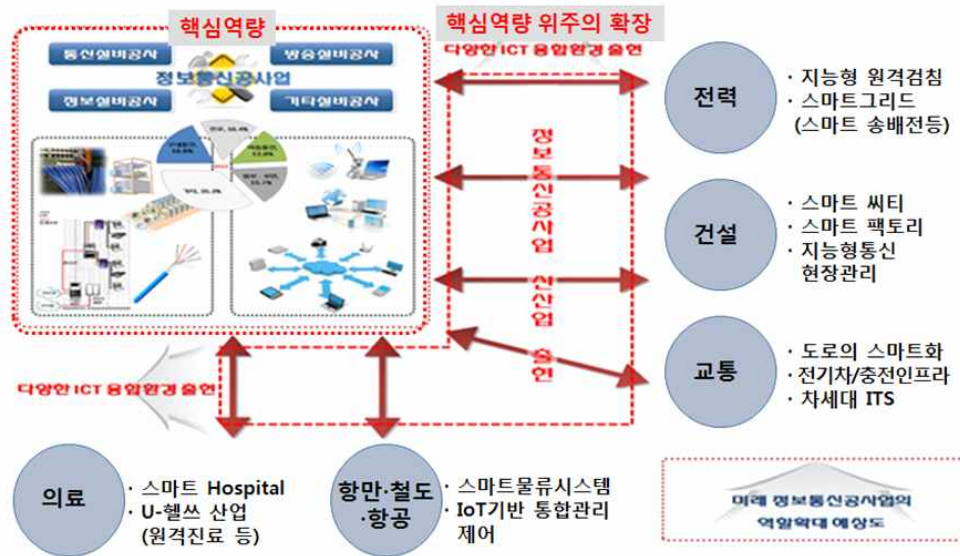 핵심역량
핵심역량 위주의 확장
다양한 ICT 융합환경 출현
통신설비공사
방송설비공사
정보통신공사업
정보설비공사
기타설비공사
정보통신공사업 신산업 출현
전력
· 지능형 원격검침
· 스마트그리드
(스마트 송배전등)
건설
· 스마트 씨티
· 스마트 팩토리
· 지능형통신
현장관리
교통
· 도로의 스마트화
· 전기차/충전인프라
· 차세대 ITS
다양한 ICT 융합환경 출현
의료
· 스마트 Hospital
· U-헬쓰 산업
(원격진료 등)
항만·철도
·항공
· 스마트물류시스템
· IoT기반 통합관리
제어
미래 정보통신공사업의
역할확대 예상도